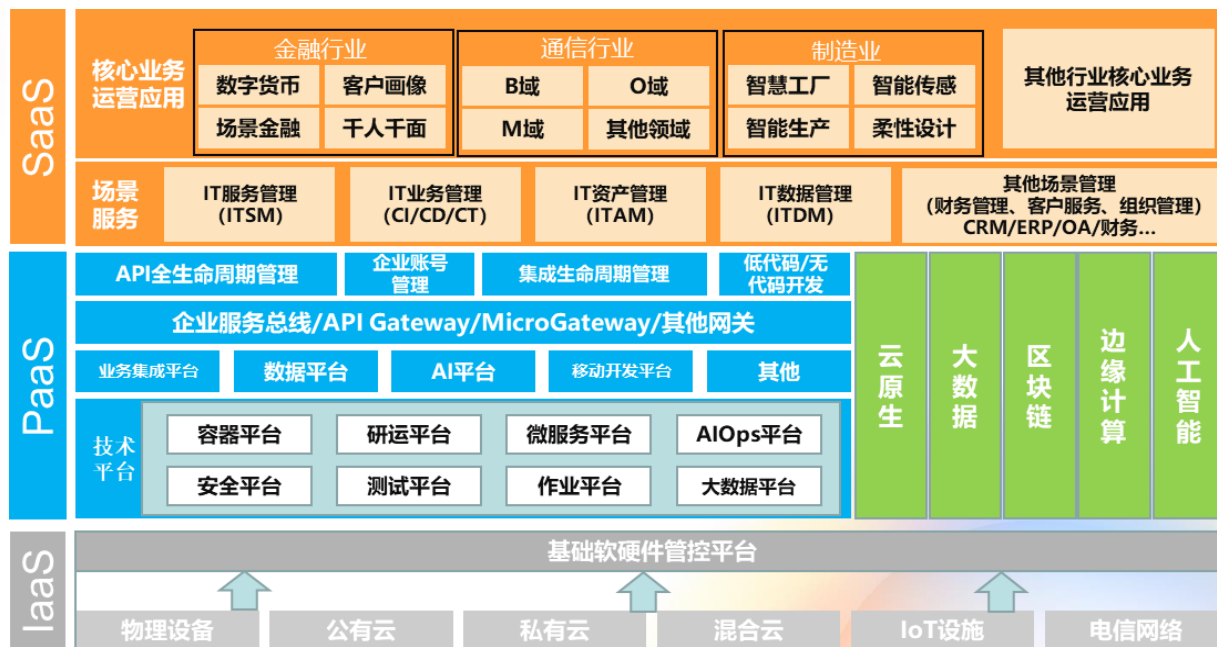 SaaS
核心业务
运营应用
金融行业
数字货币
客户画像
场景金融
千人千面
通信行业
B域
O域
M域
其他领域
制造业
智慧工厂
智能传感
智能生产
柔性设计
其他行业核心业务
运营应用
场景
服务
IT服务管理
(ITSM)
IT业务管理
(CI/CD/CT)
IT资产管理
(ITAM)
IT数据管理
(ITDM)
其他场景管理
(财务管理、客户服务、组织管理)
CRM/ERP/OA/财务...
PaaS
API全生命周期管理
企业账号
管理
集成生命周期管理
低代码/无
代码开发
企业服务总线/API Gateway/MicroGateway/其他网关
业务集成平台
数据平台
AI平台
移动开发平台
其他
技术
平台
容器平台
研运平台
微服务平台
AIOps平台
安全平台
测试平台
作业平台
大数据平台
云原生
大数据
区块链
边缘计算
人工智能
IaaS
基础软硬件管控平台
物理设备
公有云
私有云
混合云
IoT设施
电信网络